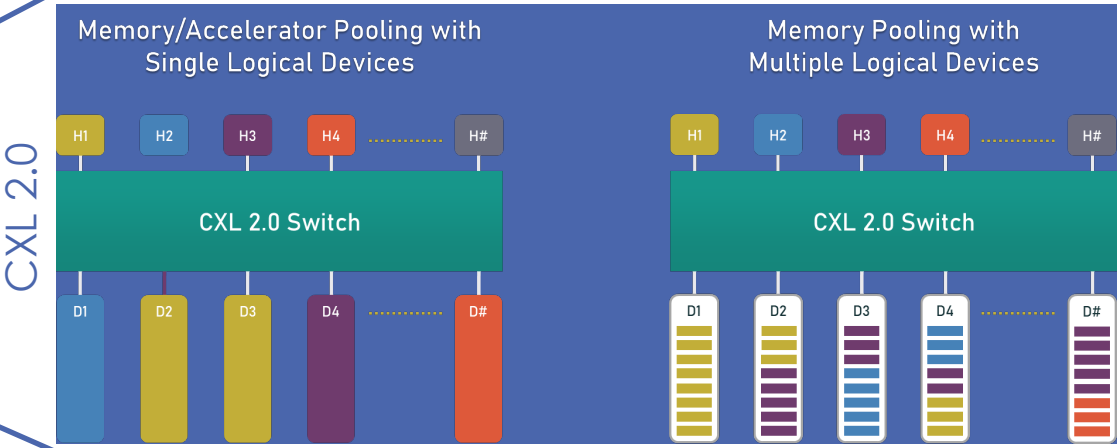 CXL 2.0
Memory/Accelerator Pooling with
Single Logical Devices
H1 H2 H3 H4 H#
CXL 2.0 Switch
D1 D2 D3 D4 D#
Memory Pooling with
Multiple Logical Devices
H1 H2 H3 H4 H#
CXL 2.0 Switch
D1 D2 D3 D4 D#